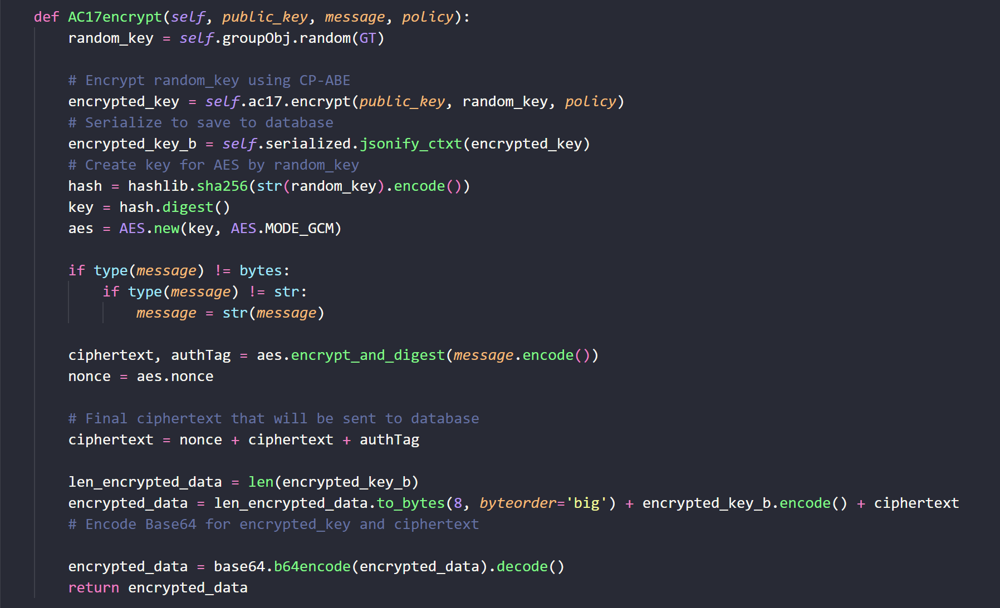 def AC17encrypt(self, public_key, message, policy):
    random_key = self.groupObj.random(GT)

    # Encrypt random_key using CP-ABE
    encrypted_key = self.ac17.encrypt(public_key, random_key, policy)
    # Serialize to save to database
    encrypted_key_b = self.serialized.jsonify_ctxt(encrypted_key)
    # Create key for AES by random_key
    hash = hashlib.sha256(str(random_key).encode())
    key = hash.digest()
    aes = AES.new(key, AES.MODE_GCM)

    if type(message) != bytes:
        if type(message) != str:
            message = str(message)

    ciphertext, authTag = aes.encrypt_and_digest(message.encode())
    nonce = aes.nonce

    # Final ciphertext that will be sent to database
    ciphertext = nonce + ciphertext + authTag

    len_encrypted_data = len(encrypted_key_b)
    encrypted_data = len_encrypted_data.to_bytes(8, byteorder='big') + encrypted_key_b.encode() + ciphertext
    # Encode Base64 for encrypted_key and ciphertext

    encrypted_data = base64.b64encode(encrypted_data).decode()
    return encrypted_data